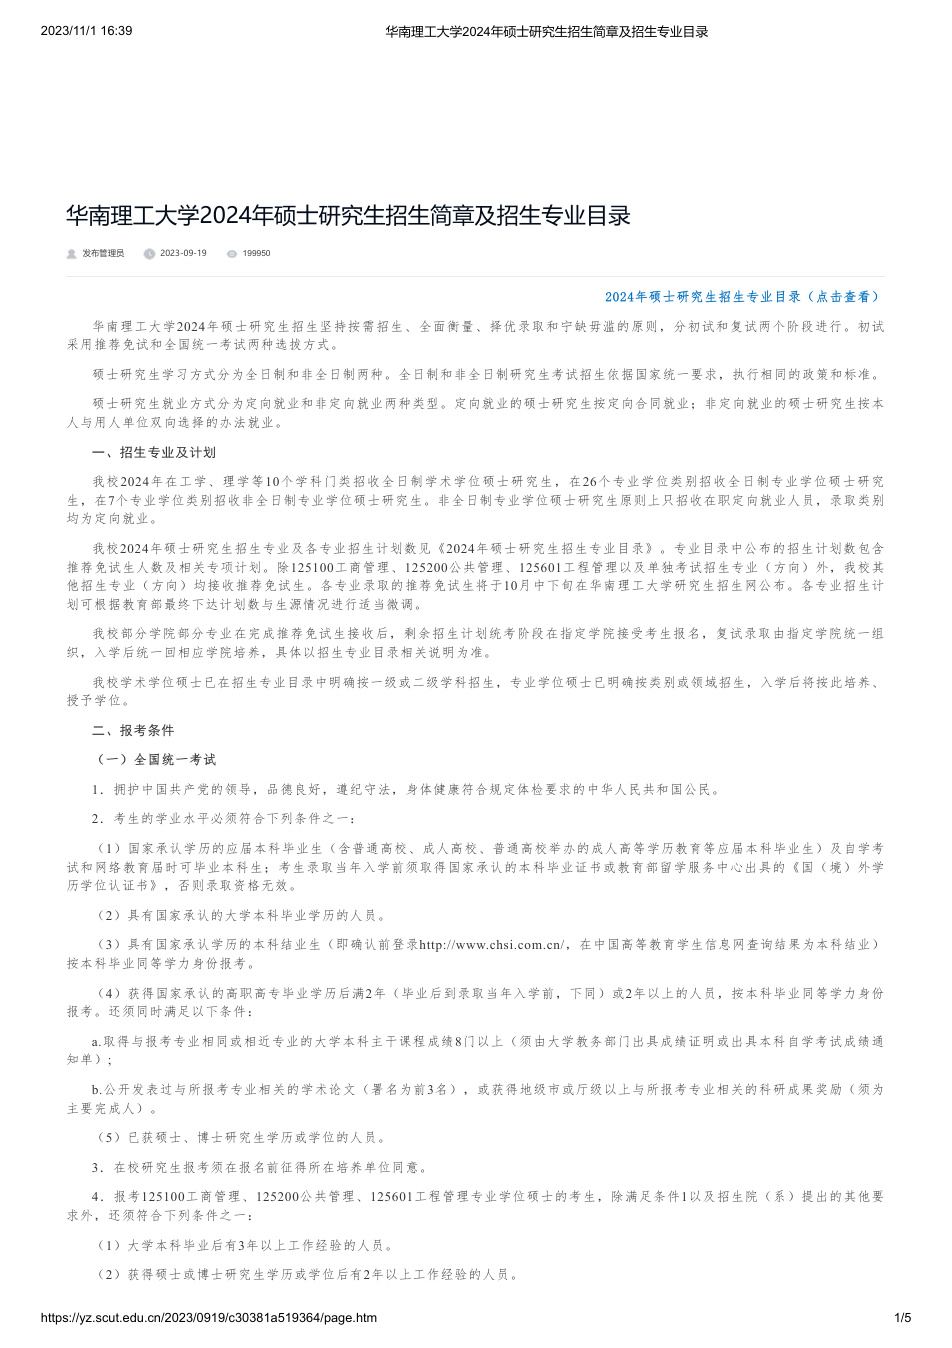 2023/11/1 16:39
华南理工大学2024年硕士研究生招生简章及招生专业目录
华南理工大学2024年硕士研究生招生简章及招生专业目录
发布管理员 2023-09-19 199950
2024年硕士研究生招生专业目录（点击查看）
华南理工大学2024年硕士研究生招生坚持按需招生、全面衡量、择优录取和宁缺毋滥的原则，分初试和复试两个阶段进行。初试
采用推荐免试和全国统一考试两种选拨方式。
硕士研究生学习方式分为全日制和非全日制两种。全日制和非全日制研究生考试招生依据国家统一要求，执行相同的政策和标准。
硕士研究生就业方式分为定向就业和非定向就业两种类型。定向就业的硕士研究生按定向合同就业；非定向就业的硕士研究生按本
人与用人单位双向选择的办法就业。
一、招生专业及计划
我校2024年在工学、理学等10个学科门类招收全日制学术学位硕士研究生，在26个专业学位类别招收全日制专业学位硕士研究
生，在7个专业学位类别招收非全日制专业学位硕士研究生。非全日制专业学位硕士研究生原则上只招收在职定向就业人员，录取类别
均为定向就业。
我校2024年硕士研究生招生专业及各专业招生计划数见《2024年硕士研究生招生专业目录》。专业目录中公布的招生计划数包含
推荐免试生人数及相关专项计划。除125100工商管理、125200公共管理、125601工程管理以及单独考试招生专业（方向）外，我校其
他招生专业（方向）均接收推荐免试生。各专业录取的推荐免试生将于10月中下旬在华南理工大学研究生招生网公布。各专业招生计
划可根据教育部最终下达计划数与生源情况进行适当微调。
我校部分学院部分专业在完成推荐免试生接收后，剩余招生计划统考阶段在指定学院接受考生报名，复试录取由指定学院统一组
织，入学后统一回相应学院培养，具体以招生专业目录相关说明为准。
我校学术学位硕士已在招生专业目录中明确按一级或二级学科招生，专业学位硕士已明确按类别或领域招生，入学后将按此培养、
授予学位。
二、报考条件
（一）全国统一考试
1．拥护中国共产党的领导，品德良好，遵纪守法，身体健康符合规定体检要求的中华人民共和国公民。
2．考生的学业水平必须符合下列条件之一：
（1）国家承认学历的应届本科毕业生（含普通高校、成人高校、普通高校举办的成人高等学历教育等应届本科毕业生）及自学考
试和网络教育届时可毕业本科生；考生录取当年入学前须取得国家承认的本科毕业证书或教育部留学服务中心出具的《国（境）外学
历学位认证书》，否则录取资格无效。
（2）具有国家承认的大学本科毕业学历的人员。
（3）具有国家承认学历的本科结业生（即确认前登录http://www.chsi.com.cn/，在中国高等教育学生信息网查询结果为本科结业）
按本科毕业同等学力身份报考。
（4）获得国家承认的高职高专毕业学历后满2年（毕业后到录取当年入学前，下同）或2年以上的人员，按本科毕业同等学力身份
报考。还须同时满足以下条件：
a.取得与报考专业相同或相近专业的大学本科主干课程成绩8门以上（须由大学教务部门出具成绩证明或出具本科自学考试成绩通
知单）；
b.公开发表过与所报考专业相关的学术论文（署名为前3名），或获得地级市或厅级以上与所报考专业相关的科研成果奖励（须为
主要完成人）。
（5）已获硕士、博士研究生学历或学位的人员。
3．在校研究生报考须在报名前征得所在培养单位同意。
4．报考125100工商管理、125200公共管理、125601工程管理专业学位硕士的考生，除满足条件1以及招生院（系）提出的其他要
求外，还须符合下列条件之一：
（1）大学本科毕业后有3年以上工作经验的人员。
（2）获得硕士或博士研究生学历或学位后有2年以上工作经验的人员。
https://yz.scut.edu.cn/2023/0919/c30381a519364/page.htm
1/5